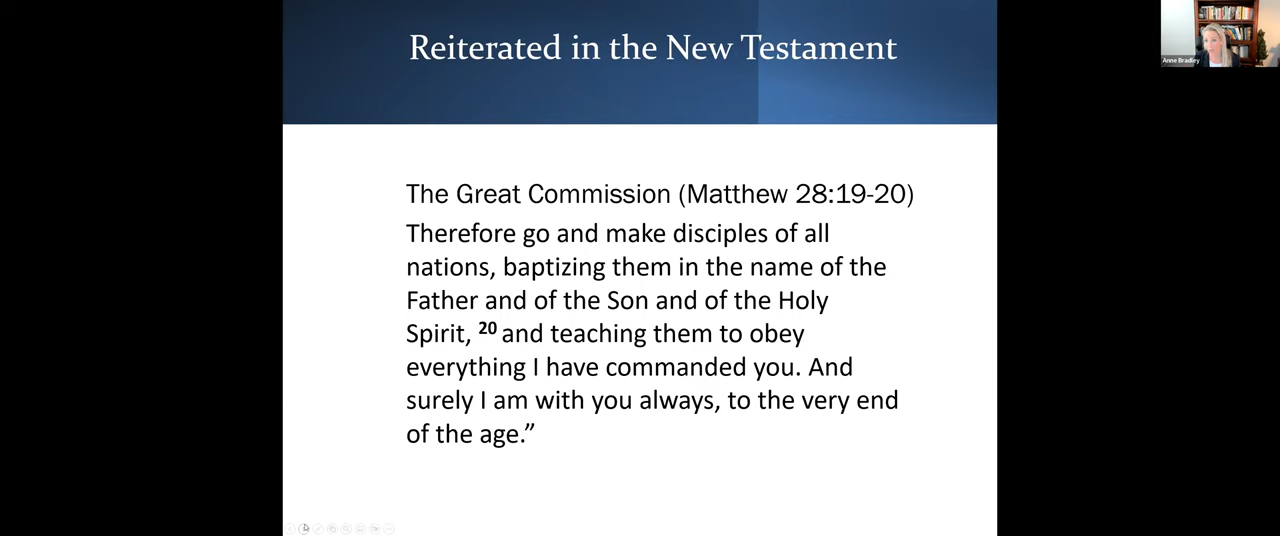 Reiterated in the New Testament
Anne Bradley
The Great Commission (Matthew 28:19-20)
Therefore go and make disciples of all
nations, baptizing them in the name of the
Father and of the Son and of the Holy
Spirit, 20 and teaching them to obey
everything I have commanded you. And
surely I am with you always, to the very end
of the age.”